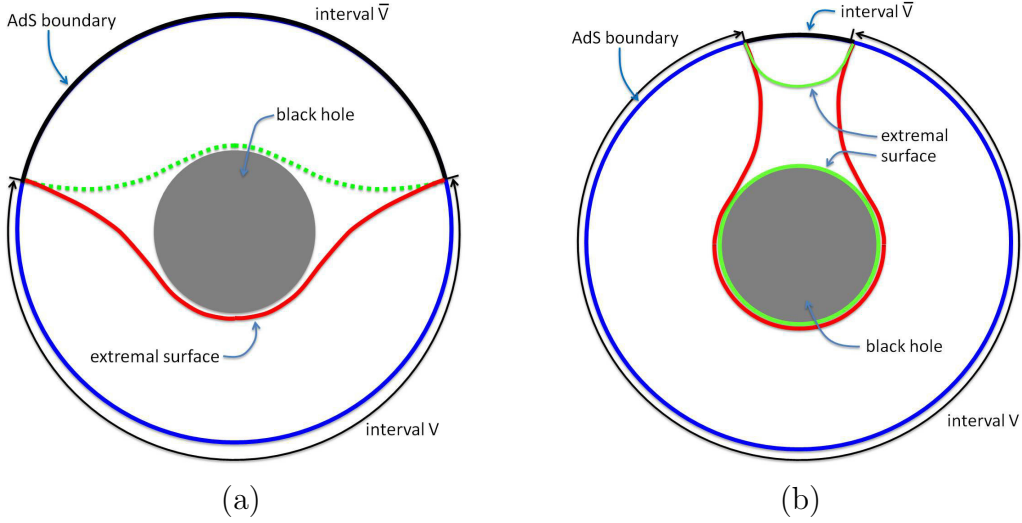 AdS boundary
interval V̅
black hole
extremal surface
interval V
(a)
interval V̅
AdS boundary
extremal
surface
black hole
interval V
(b)